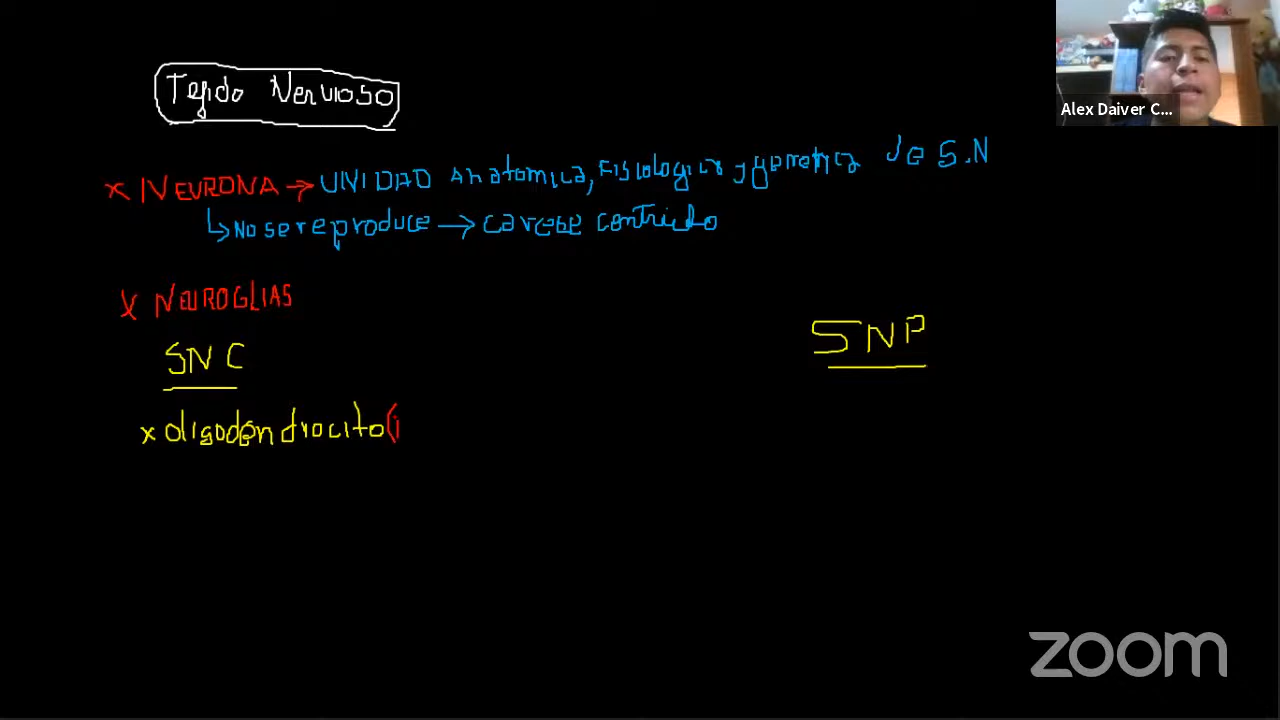 Tejido Nervioso
Alex Daiver C...
x NEURONA → UNIDAD Anatomica, Fisiologica y genetica de S.N
↳ No se reproduce → carece centriolo
x NEUROGLIAS
SNC
SNP
x oligodendrocito (
zoom